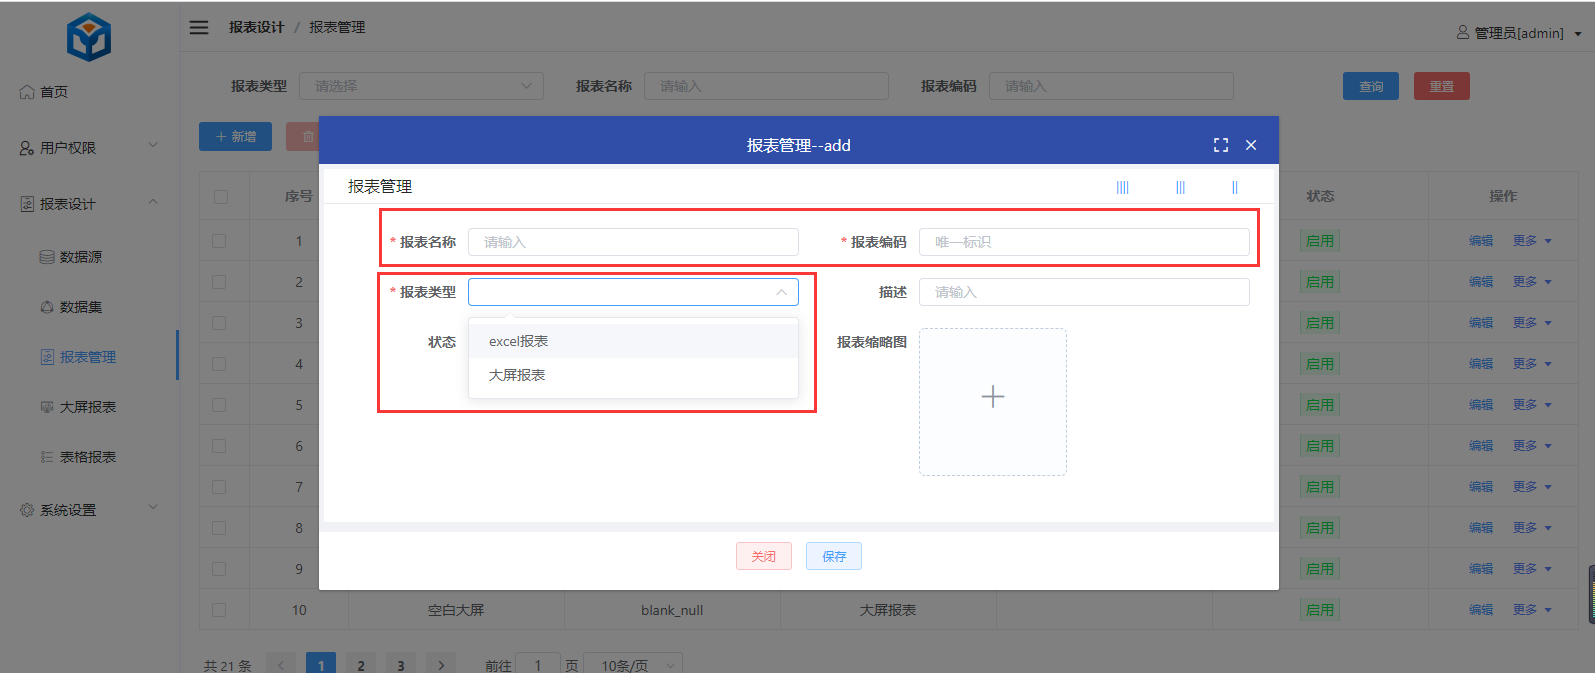 报表设计 / 报表管理
管理员[admin]
首页
用户权限
报表设计
数据源
数据集
报表管理
大屏报表
表格报表
系统设置
报表类型 请选择 报表名称 请输入 报表编码 请输入 查询 重置
新增
报表管理--add
报表管理
* 报表名称 请输入 * 报表编码 唯一标识
* 报表类型 描述 请输入
状态 报表缩略图
excel报表
大屏报表
关闭 保存
序号 状态 操作
1 启用 编辑 更多
2 启用 编辑 更多
3 启用 编辑 更多
4 启用 编辑 更多
5 启用 编辑 更多
6 启用 编辑 更多
7 启用 编辑 更多
8 启用 编辑 更多
9 启用 编辑 更多
10 空白大屏 blank_null 大屏报表 启用 编辑 更多
共 21 条 1 2 3 前往 1 页 10条/页